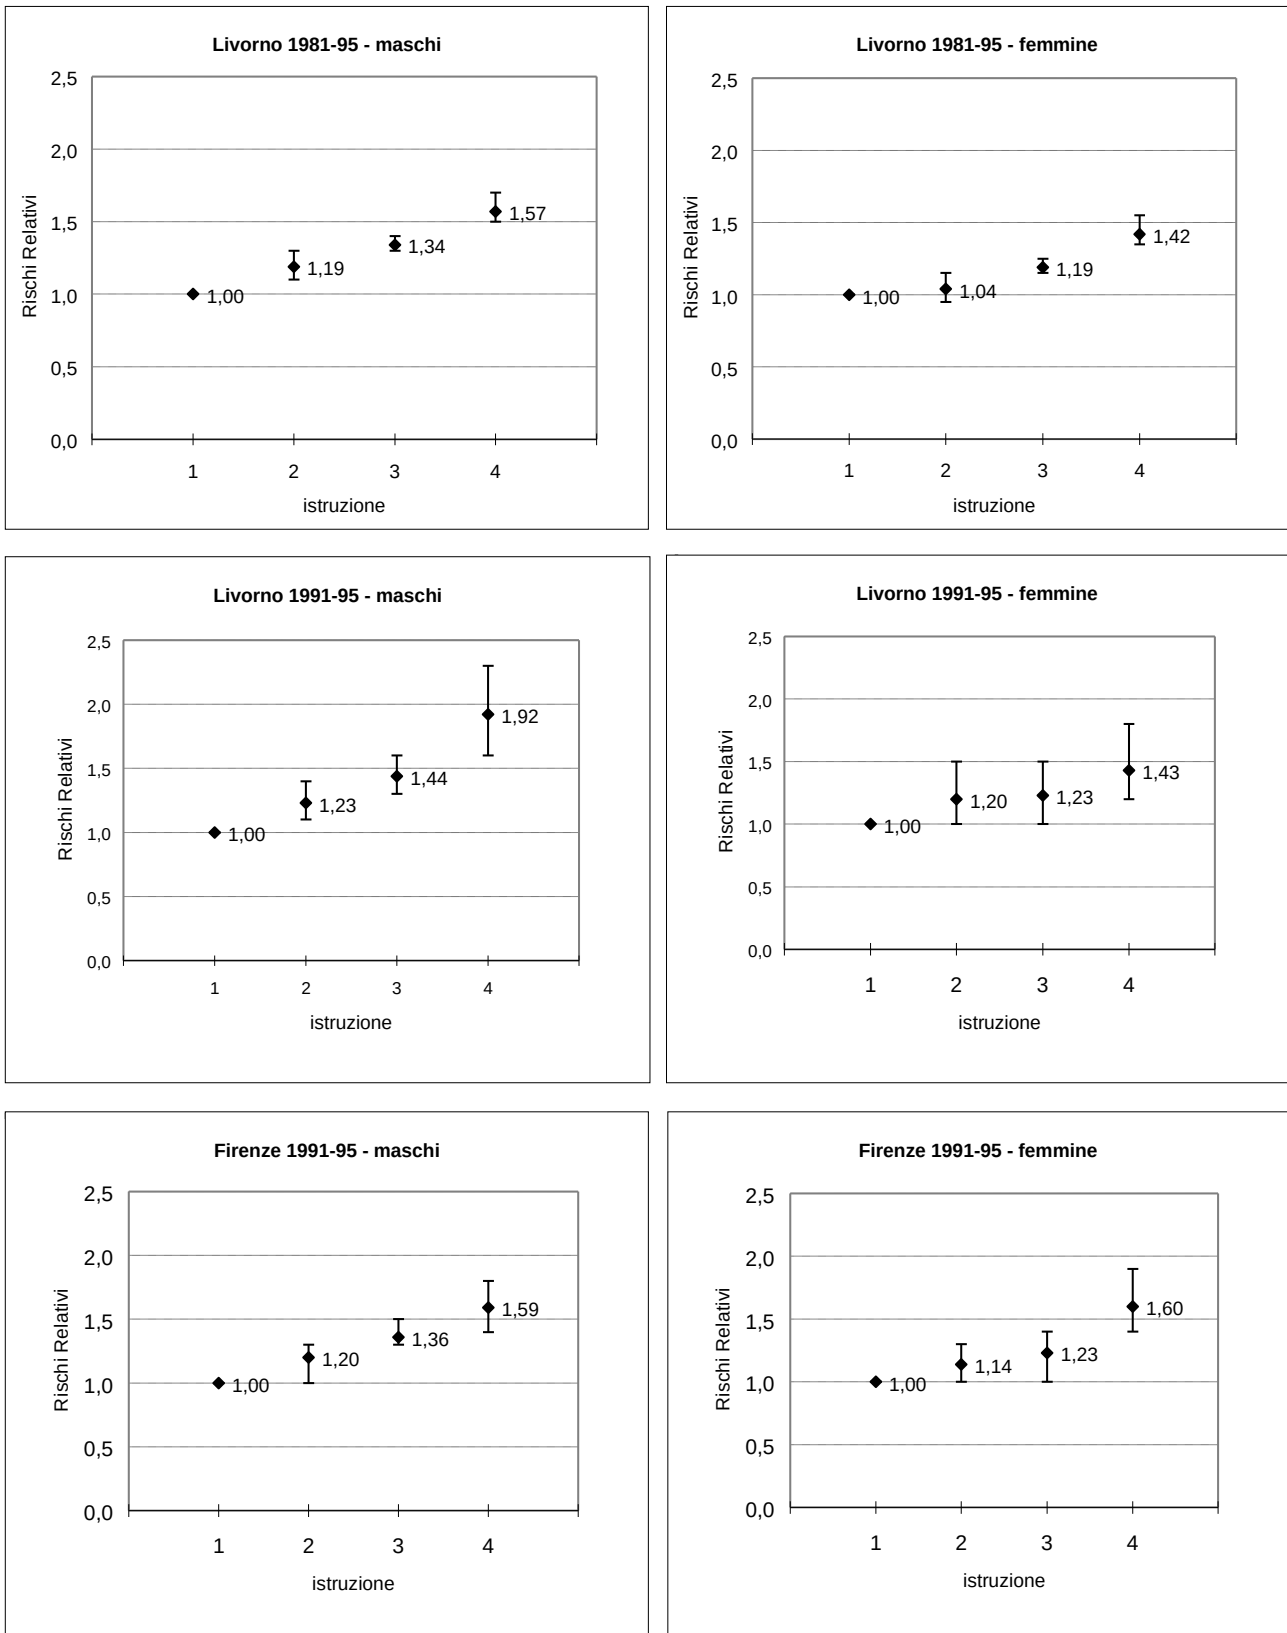 Livorno 1981-95 - maschi
2,5
2,0
1,5
1,0
0,5
0,0
Rischi Relativi
1,00
1,19
1,34
1,57
1 2 3 4
istruzione
Livorno 1981-95 - femmine
2,5
2,0
1,5
1,0
0,5
0,0
Rischi Relativi
1,00
1,04
1,19
1,42
1 2 3 4
istruzione
Livorno 1991-95 - maschi
2,5
2,0
1,5
1,0
0,5
0,0
Rischi Relativi
1,00
1,23
1,44
1,92
1 2 3 4
istruzione
Livorno 1991-95 - femmine
2,5
2,0
1,5
1,0
0,5
0,0
Rischi Relativi
1,00
1,20
1,23
1,43
1 2 3 4
istruzione
Firenze 1991-95 - maschi
2,5
2,0
1,5
1,0
0,5
0,0
Rischi Relativi
1,00
1,20
1,36
1,59
1 2 3 4
istruzione
Firenze 1991-95 - femmine
2,5
2,0
1,5
1,0
0,5
0,0
Rischi Relativi
1,00
1,14
1,23
1,60
1 2 3 4
istruzione